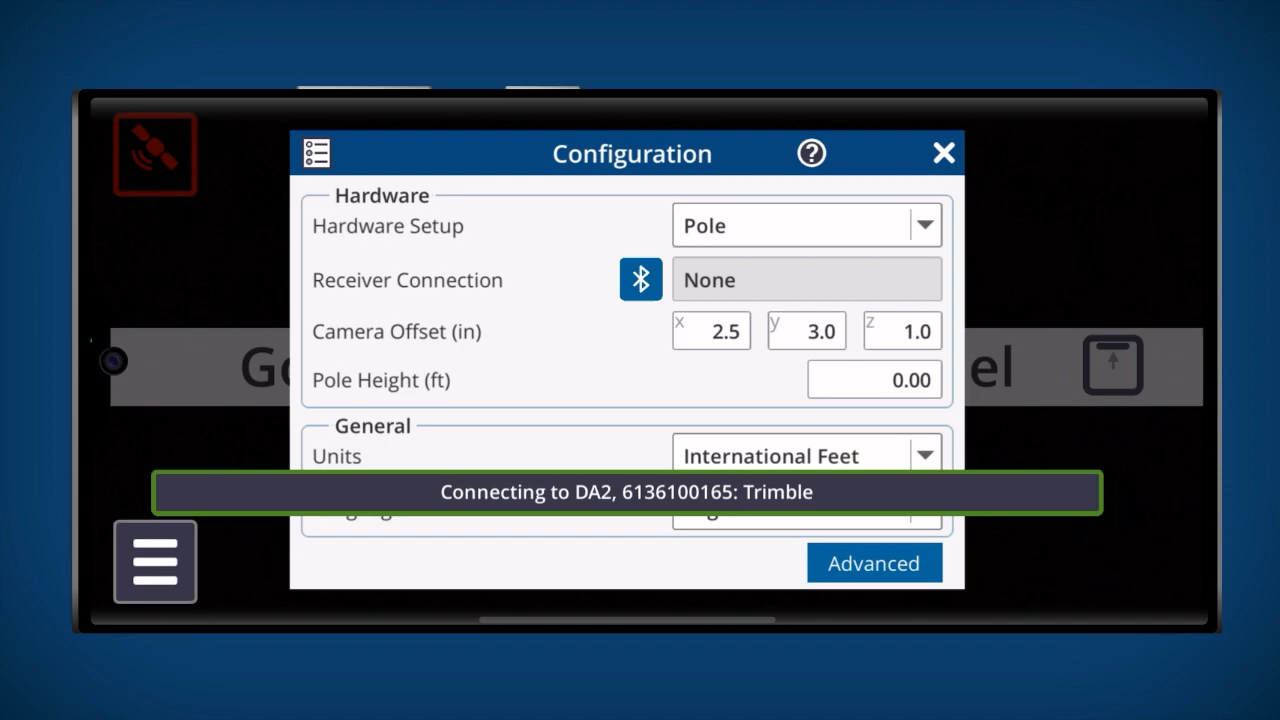 Configuration
Hardware
Hardware Setup
Pole
Receiver Connection
None
Camera Offset (in)
x 2.5
y 3.0
z 1.0
Pole Height (ft)
0.00
General
Units
International Feet
Connecting to DA2, 6136100165: Trimble
Advanced